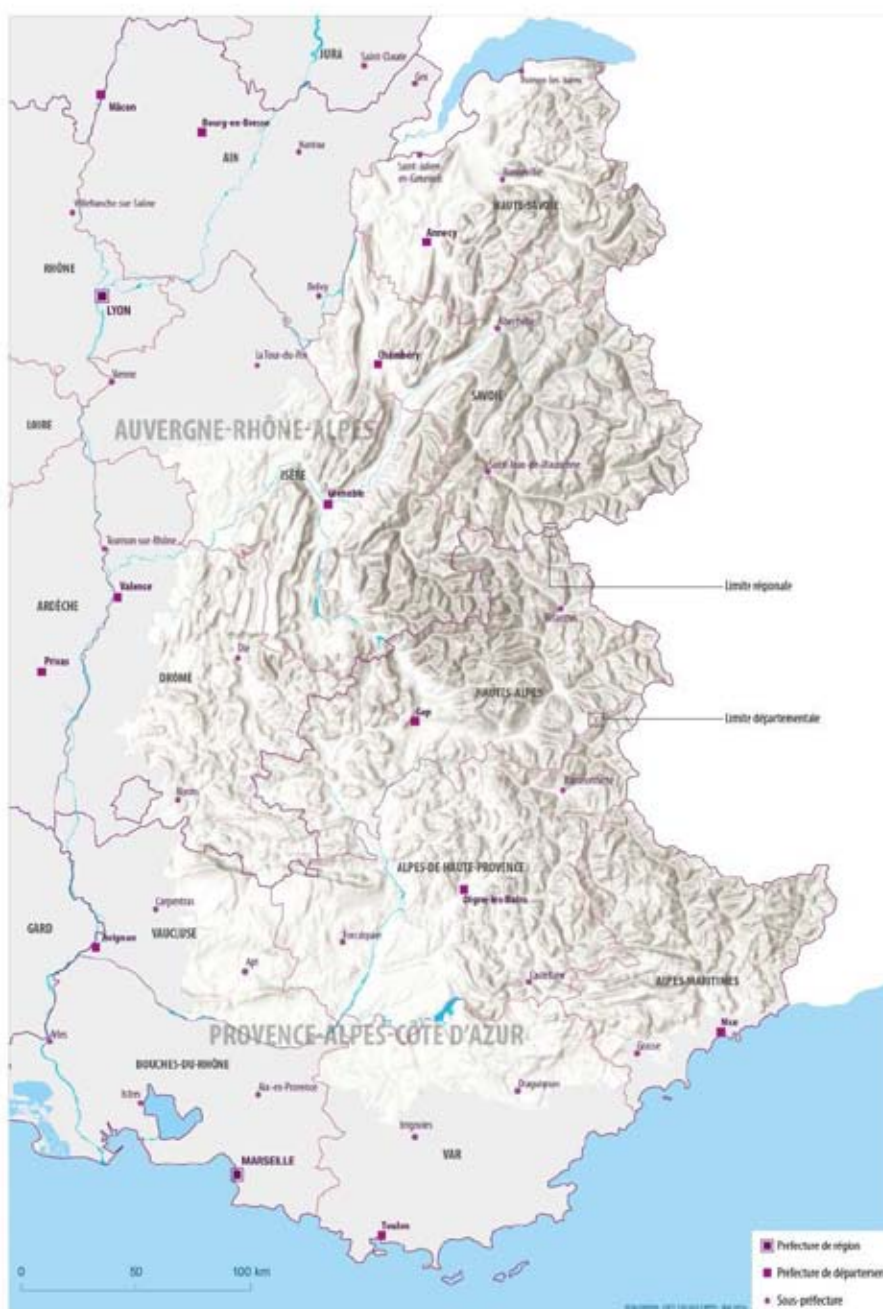 JURA
Saint-Claude
Gex
Thonon-les-bains
Mâcon
Bourg-en-Bresse
Nantua
AIN
Saint-Julien
en-Genevois
Bonneville
Villefranche sur Saône
HAUTE-SAVOIE
Annecy
RHÔNE
LYON
Belley
Albertville
La Tour-du-Pin
Chambéry
Vienne
SAVOIE
LOIRE
AUVERGNE-RHÔNE-ALPES
ISÈRE
Saint-Jean-de-Maurienne
Grenoble
Tournon-sur-Rhône
Limite régionale
Valence
ARDÈCHE
Briançon
Die
Privas
DRÔME
HAUTES-ALPES
Gap
Limite départementale
Barcelonnette
Nyons
ALPES-DE-HAUTE-PROVENCE
Digne-les-Bains
Carpentras
GARD
VAUCLUSE
Avignon
Forcalquier
Apt
Castellane
ALPES-MARITIMES
PROVENCE-ALPES-CÔTE D'AZUR
Nice
Arles
Grasse
BOUCHES-DU-RHÔNE
Istres
Aix-en-Provence
Draguignan
Brignoles
VAR
MARSEILLE
Toulon
Préfecture de région
0 50 100 km
Préfecture de départemen
Sous-préfecture